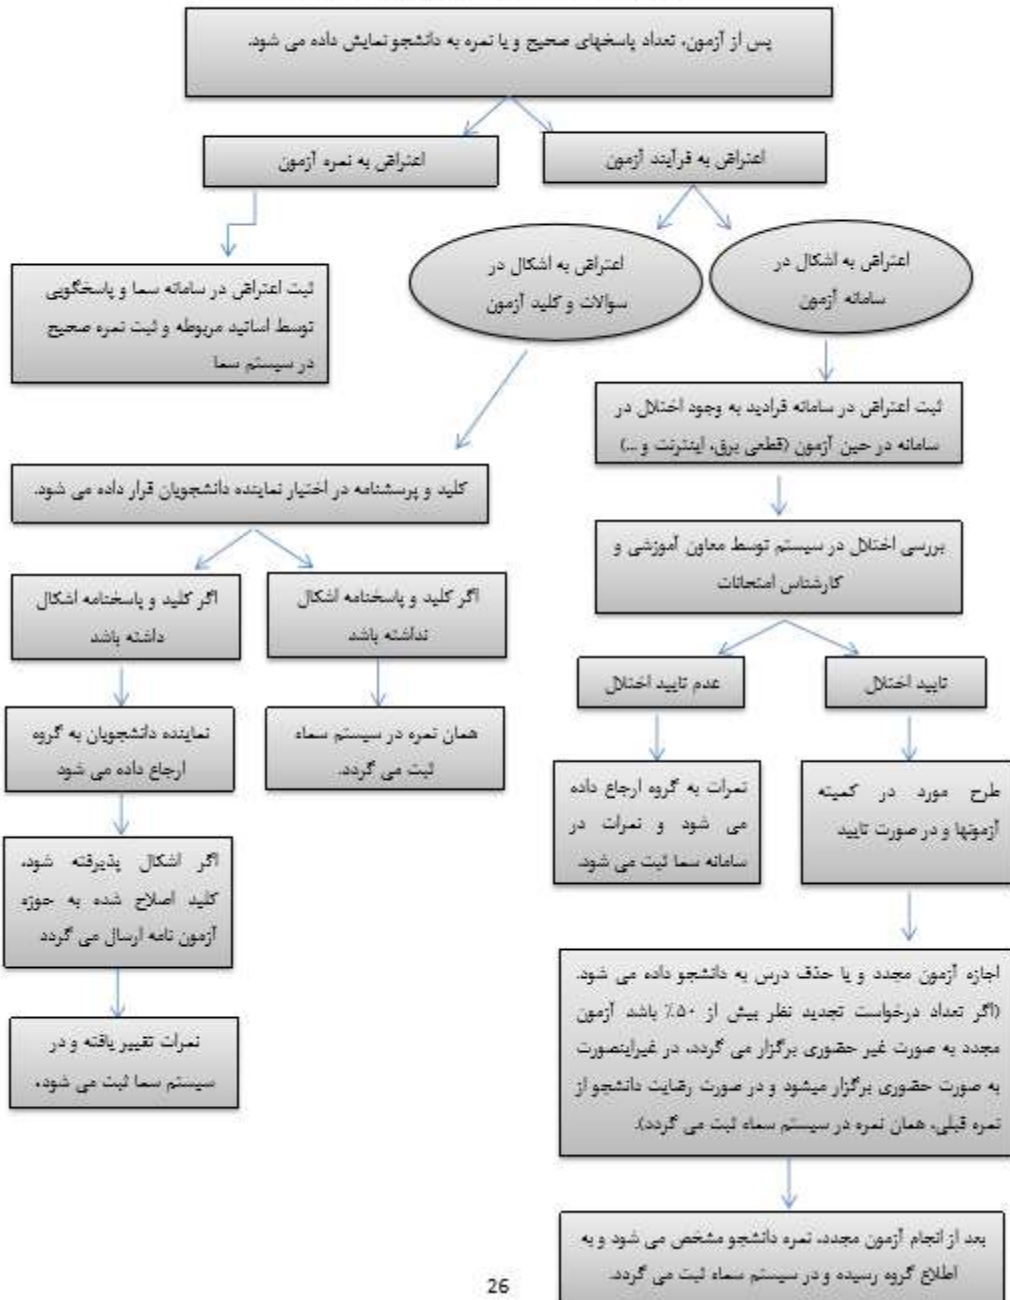 پس از آزمون، تعداد پاسخهای صحیح و یا نمره به دانشجو نمایش داده می شود.
اعتراض به فرآیند آزمون
اعتراض به نمره آزمون
اعتراض به اشکال در
سامانه آزمون
اعتراض به اشکال در
سوالات و کلید آزمون
ثبت اعتراض در سامانه سما و پاسخگویی
توسط اساتید مربوطه و ثبت نمره صحیح
در سیستم سما
ثبت اعتراض در سامانه فرادید به وجود اختلال در
سامانه در حین آزمون (قطعی برق، اینترنت و ...)
کلید و پرسشنامه در اختیار نماینده دانشجویان قرار داده می شود.
بررسی اختلال در سیستم توسط معاون آموزشی و
کارشناس امتحانات
اگر کلید و پاسخنامه اشکال
نداشته باشد
اگر کلید و پاسخنامه اشکال
داشته باشد
تایید اختلال
عدم تایید اختلال
همان نمره در سیستم سماء
ثبت می گردد.
نماینده دانشجویان به گروه
ارجاع داده می شود
طرح مورد در کمیته
آزمونها و در صورت تایید
نمرات به گروه ارجاع داده
می شود و نمرات در
سامانه سما ثبت می شود.
اگر اشکال پذیرفته شود،
کلید اصلاح شده به حوزه
آزمون نامه ارسال می گردد
اجازه آزمون مجدد و یا حذف درس به دانشجو داده می شود.
(اگر تعداد درخواست تجدید نظر بیش از ۵۰٪ باشد آزمون
مجدد به صورت غیر حضوری برگزار می گردد، در غیراینصورت
به صورت حضوری برگزار میشود و در صورت رضایت دانشجو از
نمره قبلی، همان نمره در سیستم سماء ثبت می گردد).
نمرات تغییر یافته و در
سیستم سما ثبت می شود،
بعد از انجام آزمون مجدد، نمره دانشجو مشخص می شود و به
اطلاع گروه رسیده و در سیستم سماء ثبت می گردد.
26